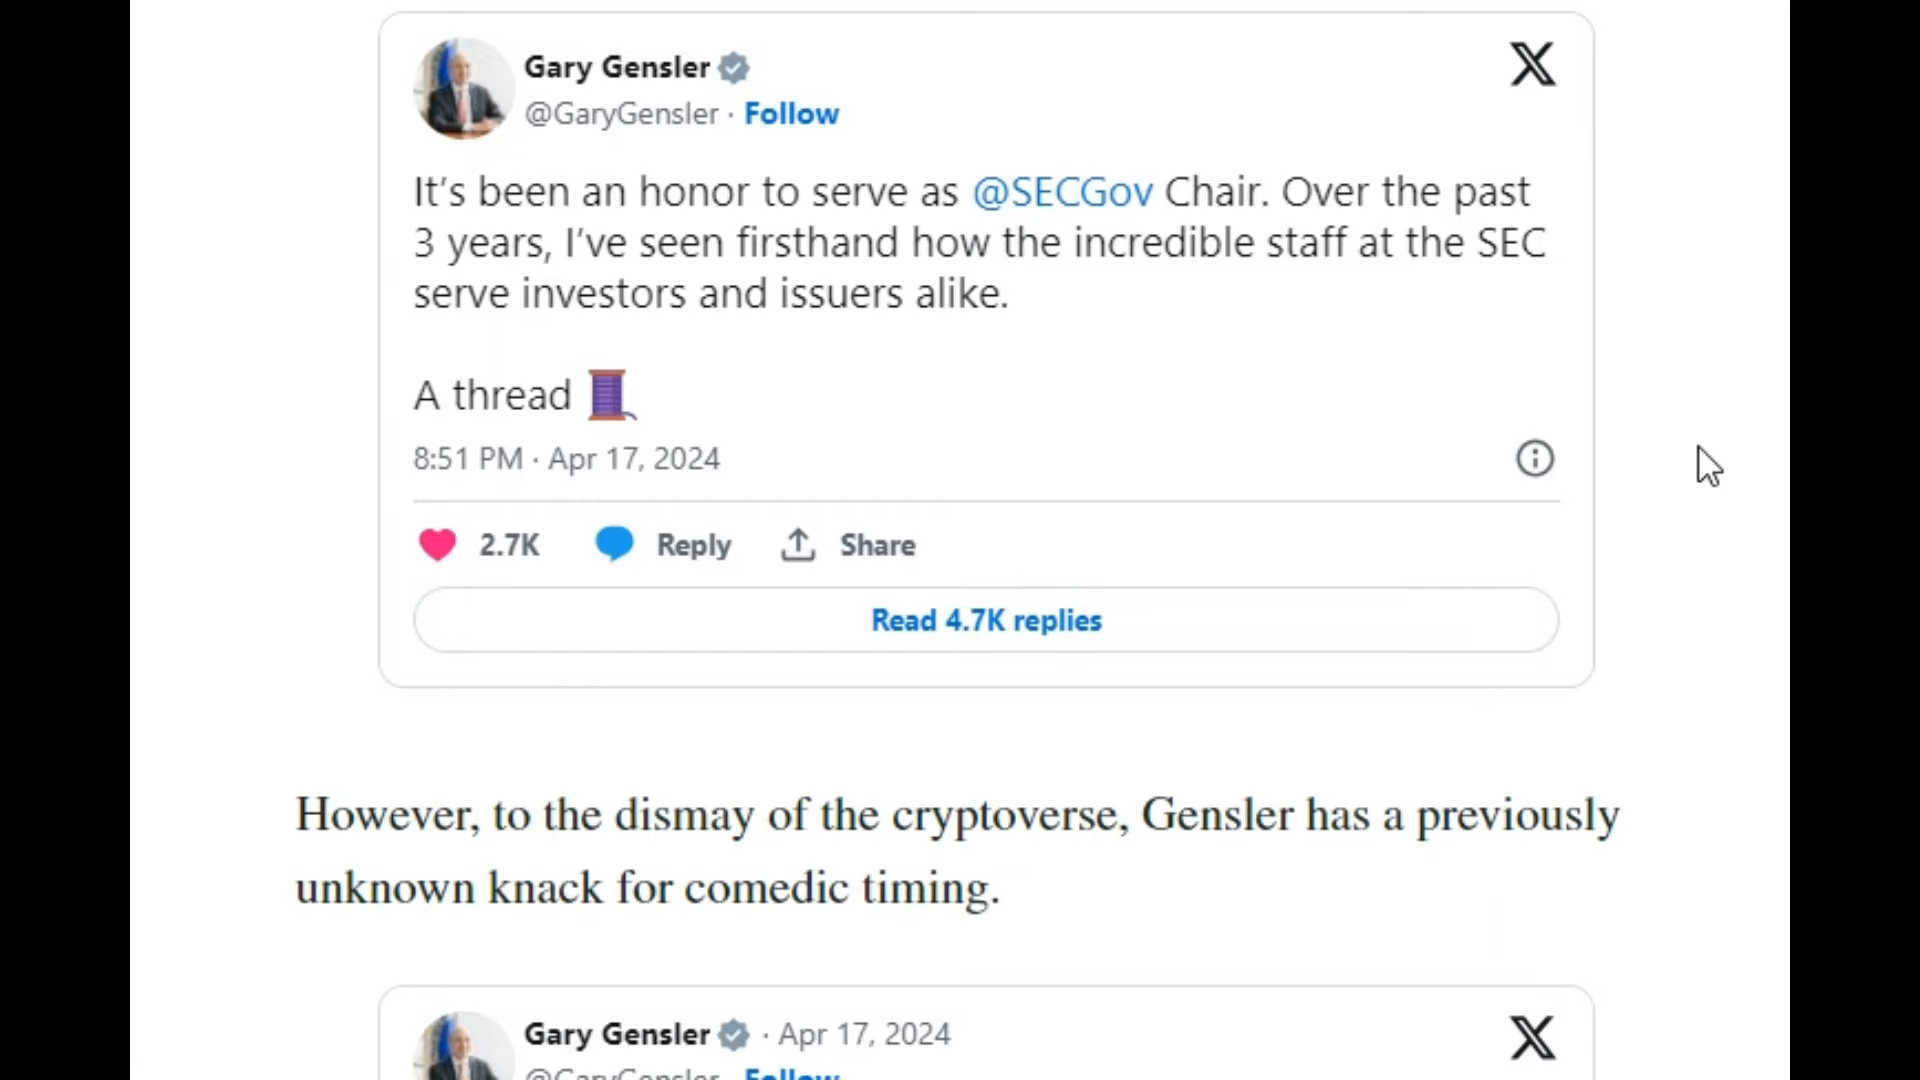 Gary Gensler
@GaryGensler · Follow
It’s been an honor to serve as @SECGov Chair. Over the past
3 years, I’ve seen firsthand how the incredible staff at the SEC
serve investors and issuers alike.
A thread
8:51 PM · Apr 17, 2024
2.7K Reply Share
Read 4.7K replies
However, to the dismay of the cryptoverse, Gensler has a previously
unknown knack for comedic timing.
Gary Gensler · Apr 17, 2024
@GaryGensler Follow